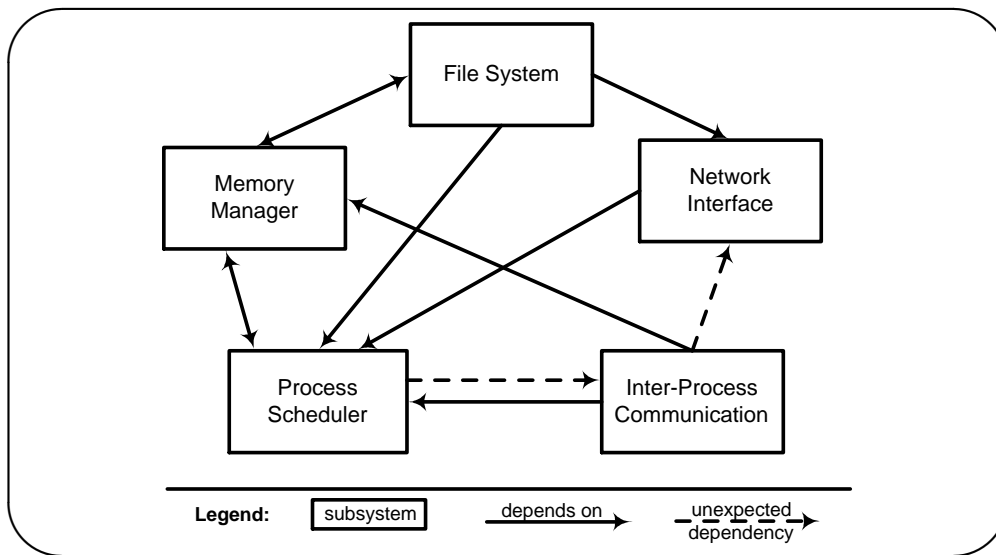 File System
Memory
Manager
Network
Interface
Process
Scheduler
Inter-Process
Communication
Legend:
subsystem
depends on
unexpected
dependency